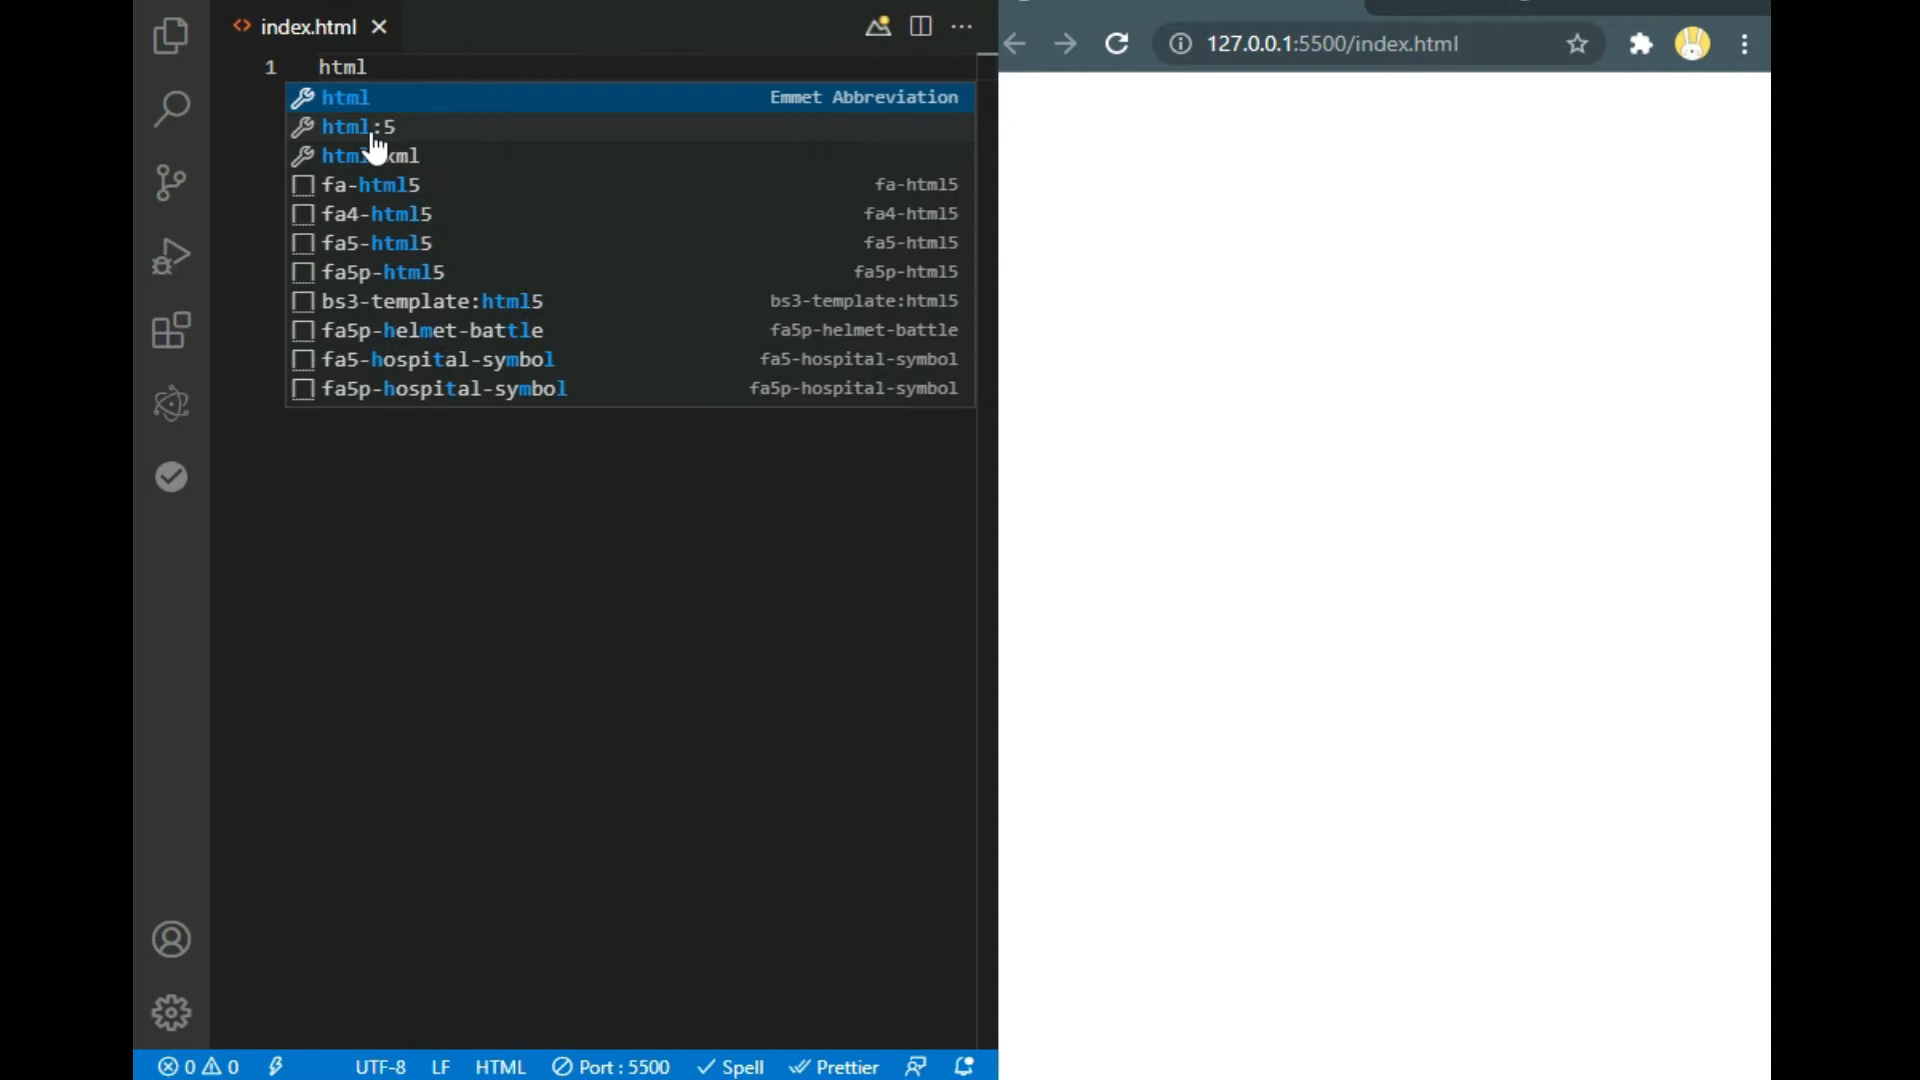 index.html
127.0.0.1:5500/index.html
1 html
html Emmet Abbreviation
html:5
html xml
fa-html5 fa-html5
fa4-html5 fa4-html5
fa5-html5 fa5-html5
fa5p-html5 fa5p-html5
bs3-template:html5 bs3-template:html5
fa5p-helmet-battle fa5p-helmet-battle
fa5-hospital-symbol fa5-hospital-symbol
fa5p-hospital-symbol fa5p-hospital-symbol
0 0 UTF-8 LF HTML Port : 5500 Spell Prettier